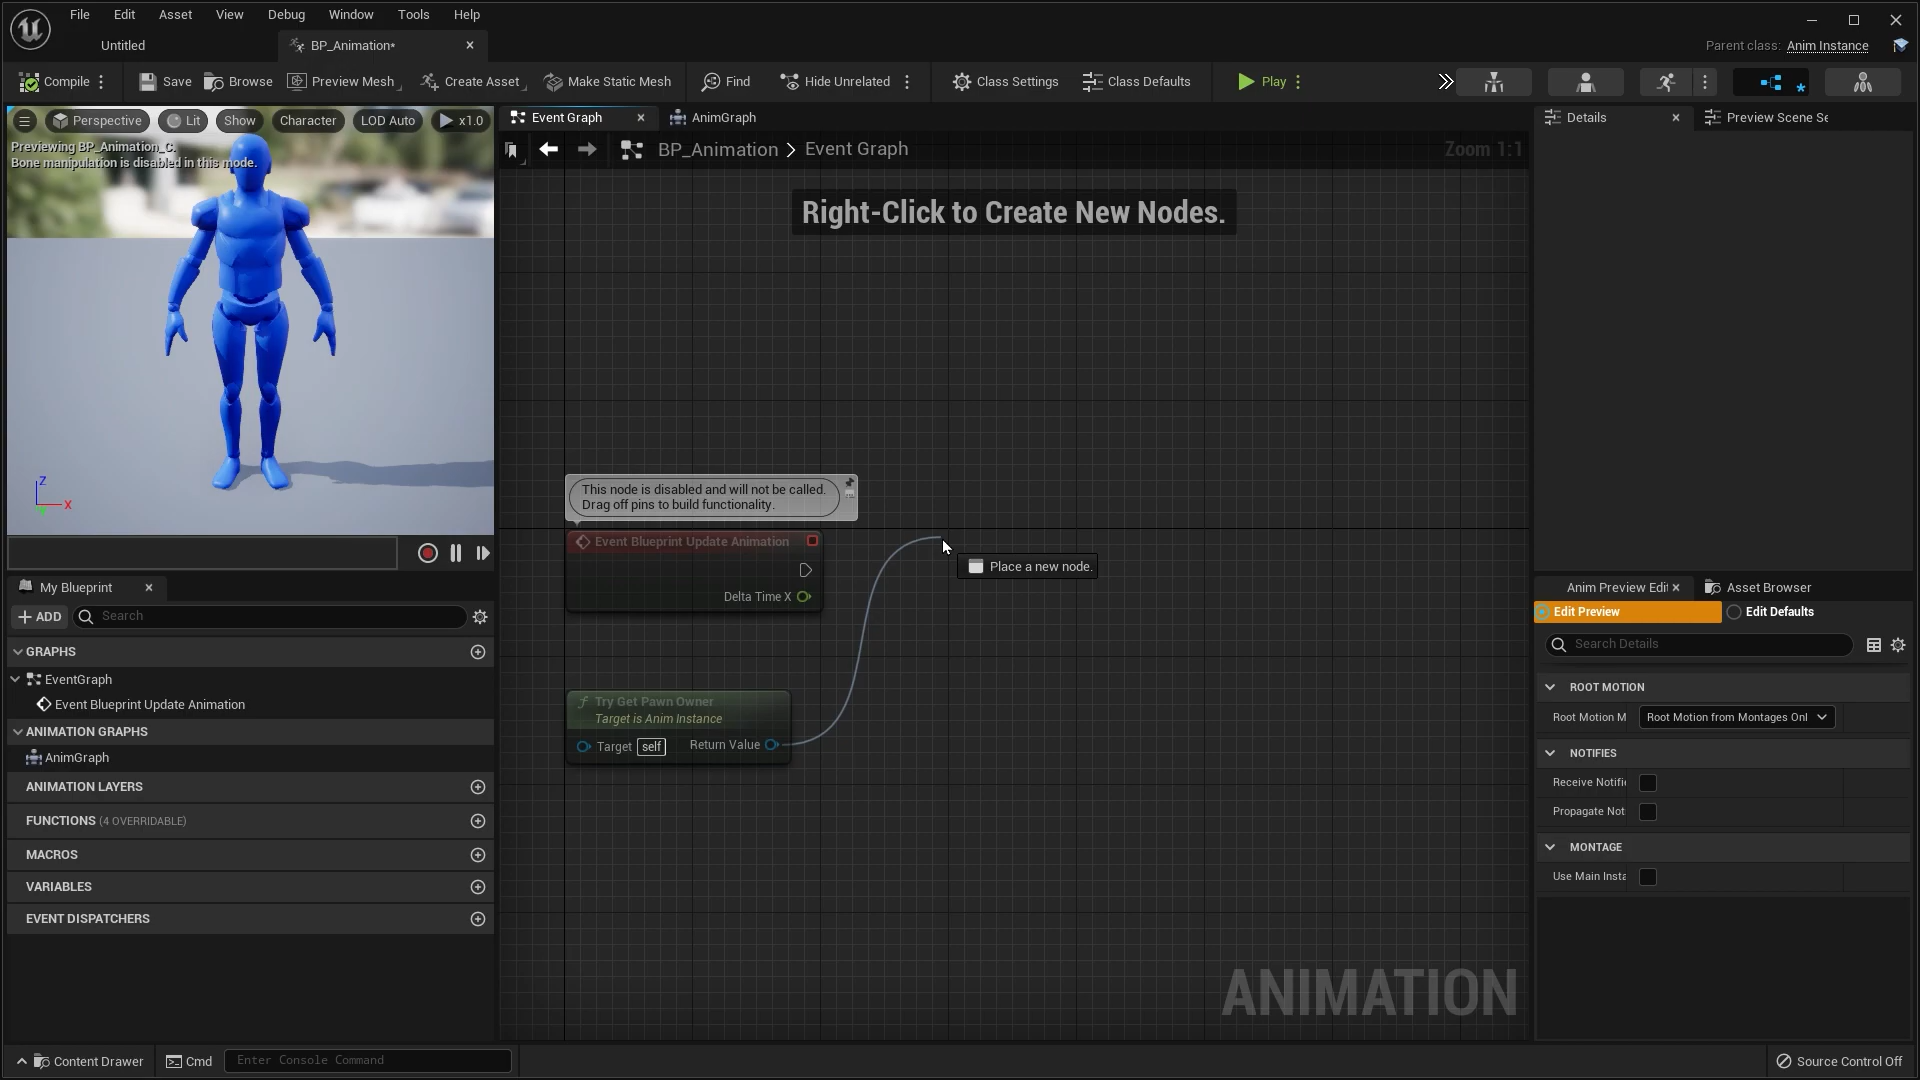 File Edit Asset View Debug Window Tools Help
Untitled
BP_Animation*
Parent class: Anim Instance
Compile Save Browse Preview Mesh Create Asset Make Static Mesh Find Hide Unrelated Class Settings Class Defaults Play
Perspective Lit Show Character LOD Auto x1.0
Previewing BP_Animation_C.
Bone manipulation is disabled in this mode.
Z
X
Event Graph
AnimGraph
BP_Animation > Event Graph
Zoom 1:1
Right-Click to Create New Nodes.
This node is disabled and will not be called.
Drag off pins to build functionality.
Event Blueprint Update Animation
Delta Time X
Place a new node.
Try Get Pawn Owner
Target is Anim Instance
Target self Return Value
ANIMATION
My Blueprint
ADD
Search
GRAPHS
EventGraph
Event Blueprint Update Animation
ANIMATION GRAPHS
AnimGraph
ANIMATION LAYERS
FUNCTIONS (4 OVERRIDABLE)
MACROS
VARIABLES
EVENT DISPATCHERS
Details
Preview Scene Se
Anim Preview Edit
Asset Browser
Edit Preview
Edit Defaults
Search Details
ROOT MOTION
Root Motion M
Root Motion from Montages Onl
NOTIFIES
Receive Notifi
Propagate Not
MONTAGE
Use Main Insta
Content Drawer
Cmd
Enter Console Command
Source Control Off